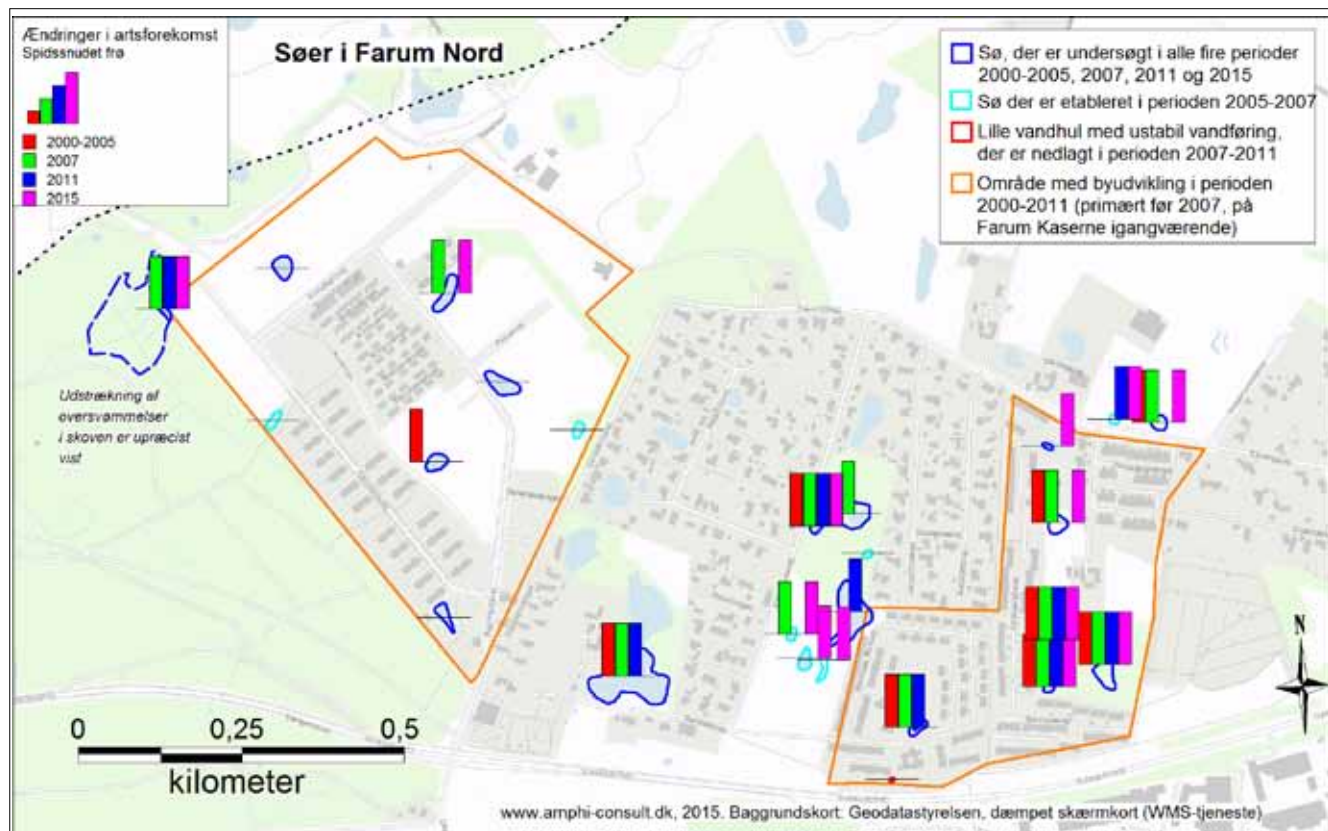 Ændringer i artsforekomst
Spidssnudet frø
2000-2005
2007
2011
2015
Søer i Farum Nord
Sø, der er undersøgt i alle fire perioder
2000-2005, 2007, 2011 og 2015
Sø der er etableret i perioden 2005-2007
Lille vandhul med ustabil vandføring,
der er nedlagt i perioden 2007-2011
Område med byudvikling i perioden
2000-2011 (primært før 2007, på
Farum Kaserne igangværende)
Udstrækning af
oversvømmelser
i skoven er upræcist
vist
N
0 0,25 0,5
kilometer
www.amphi-consult.dk, 2015. Baggrundskort: Geodatastyrelsen, dæmpet skærmkort (WMS-tjeneste)